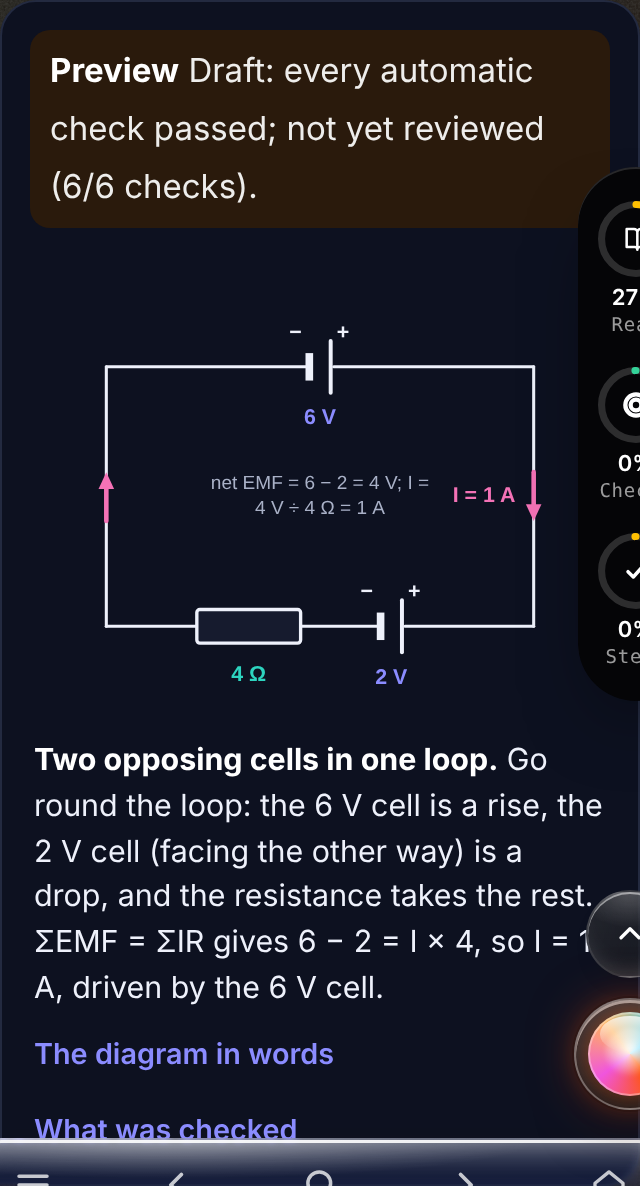 Preview Draft: every automatic
check passed; not yet reviewed
(6/6 checks).
27
− +
6 V
0%
net EMF = 6 − 2 = 4 V; I =
4 V ÷ 4 Ω = 1 A
I = 1 A
− +
0%
4 Ω
2 V
Two opposing cells in one loop. Go
round the loop: the 6 V cell is a rise, the
2 V cell (facing the other way) is a
drop, and the resistance takes the rest.
ΣEMF = ΣIR gives 6 − 2 = I × 4, so I = 1
A, driven by the 6 V cell.
The diagram in words
What was checked